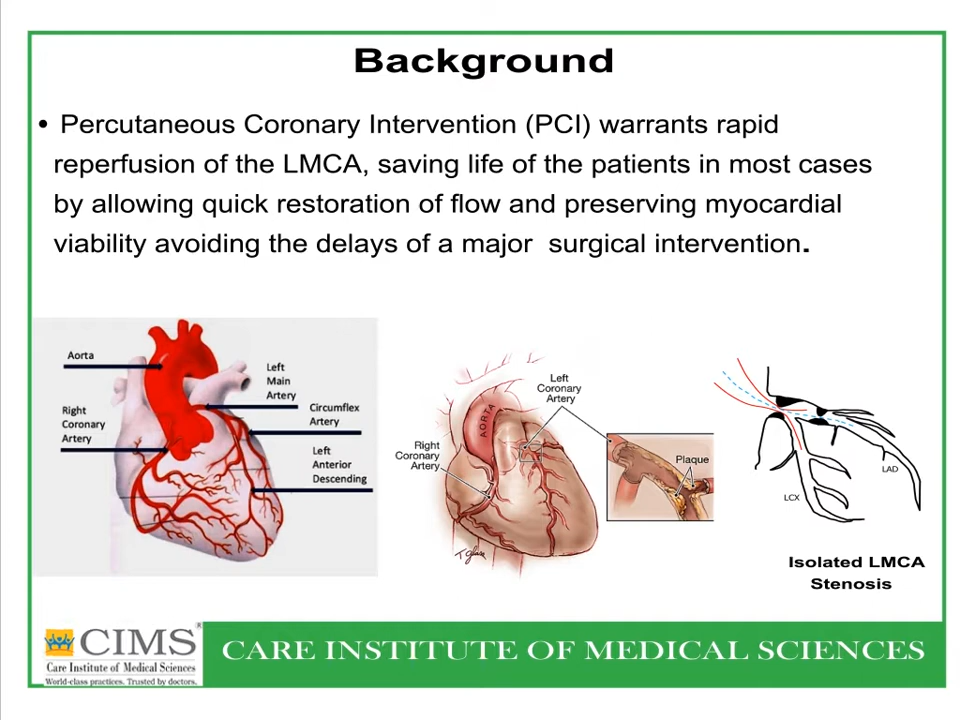 Background
• Percutaneous Coronary Intervention (PCI) warrants rapid
reperfusion of the LMCA, saving life of the patients in most cases
by allowing quick restoration of flow and preserving myocardial
viability avoiding the delays of a major surgical intervention.
Aorta
Right
Coronary
Artery
Left
Main
Artery
Circumflex
Artery
Left
Anterior
Descending
Left
Coronary
Artery
AORTA
Right
Coronary
Artery
Plaque
LAD
LCX
Isolated LMCA
Stenosis
CIMS®
Care Institute of Medical Sciences
World-class practices. Trusted by doctors.
CARE INSTITUTE OF MEDICAL SCIENCES